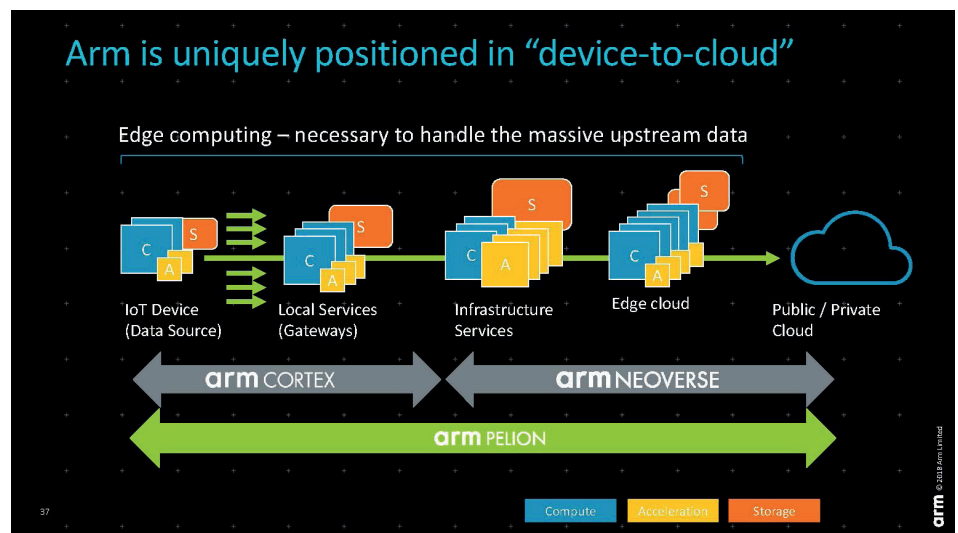 Arm is uniquely positioned in “device-to-cloud”
Edge computing – necessary to handle the massive upstream data
C
S
A
C
S
A
S
C
A
S
C
A
IoT Device
(Data Source)
Local Services
(Gateways)
Infrastructure
Services
Edge cloud
Public / Private
Cloud
arm CORTEX
arm NEOVERSE
arm PELION
37
Compute
Acceleration
Storage
arm © 2018 Arm Limited